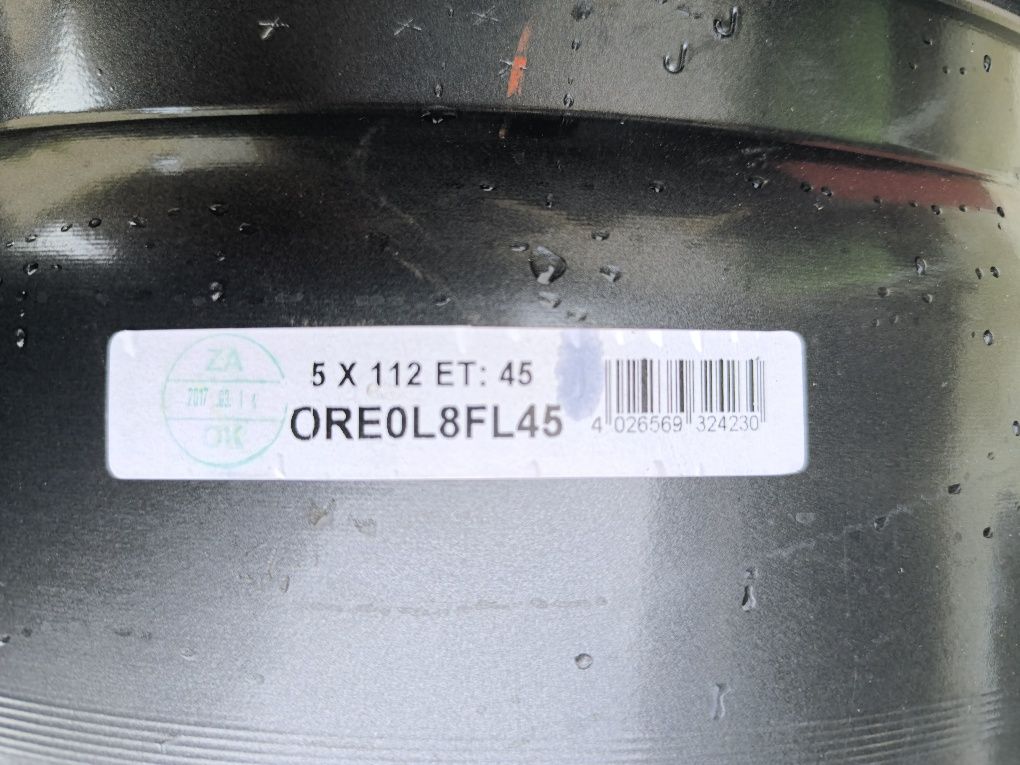 ZA
OK
5 X 112 ET: 45
ORE0L8FL45
4 026569 324230